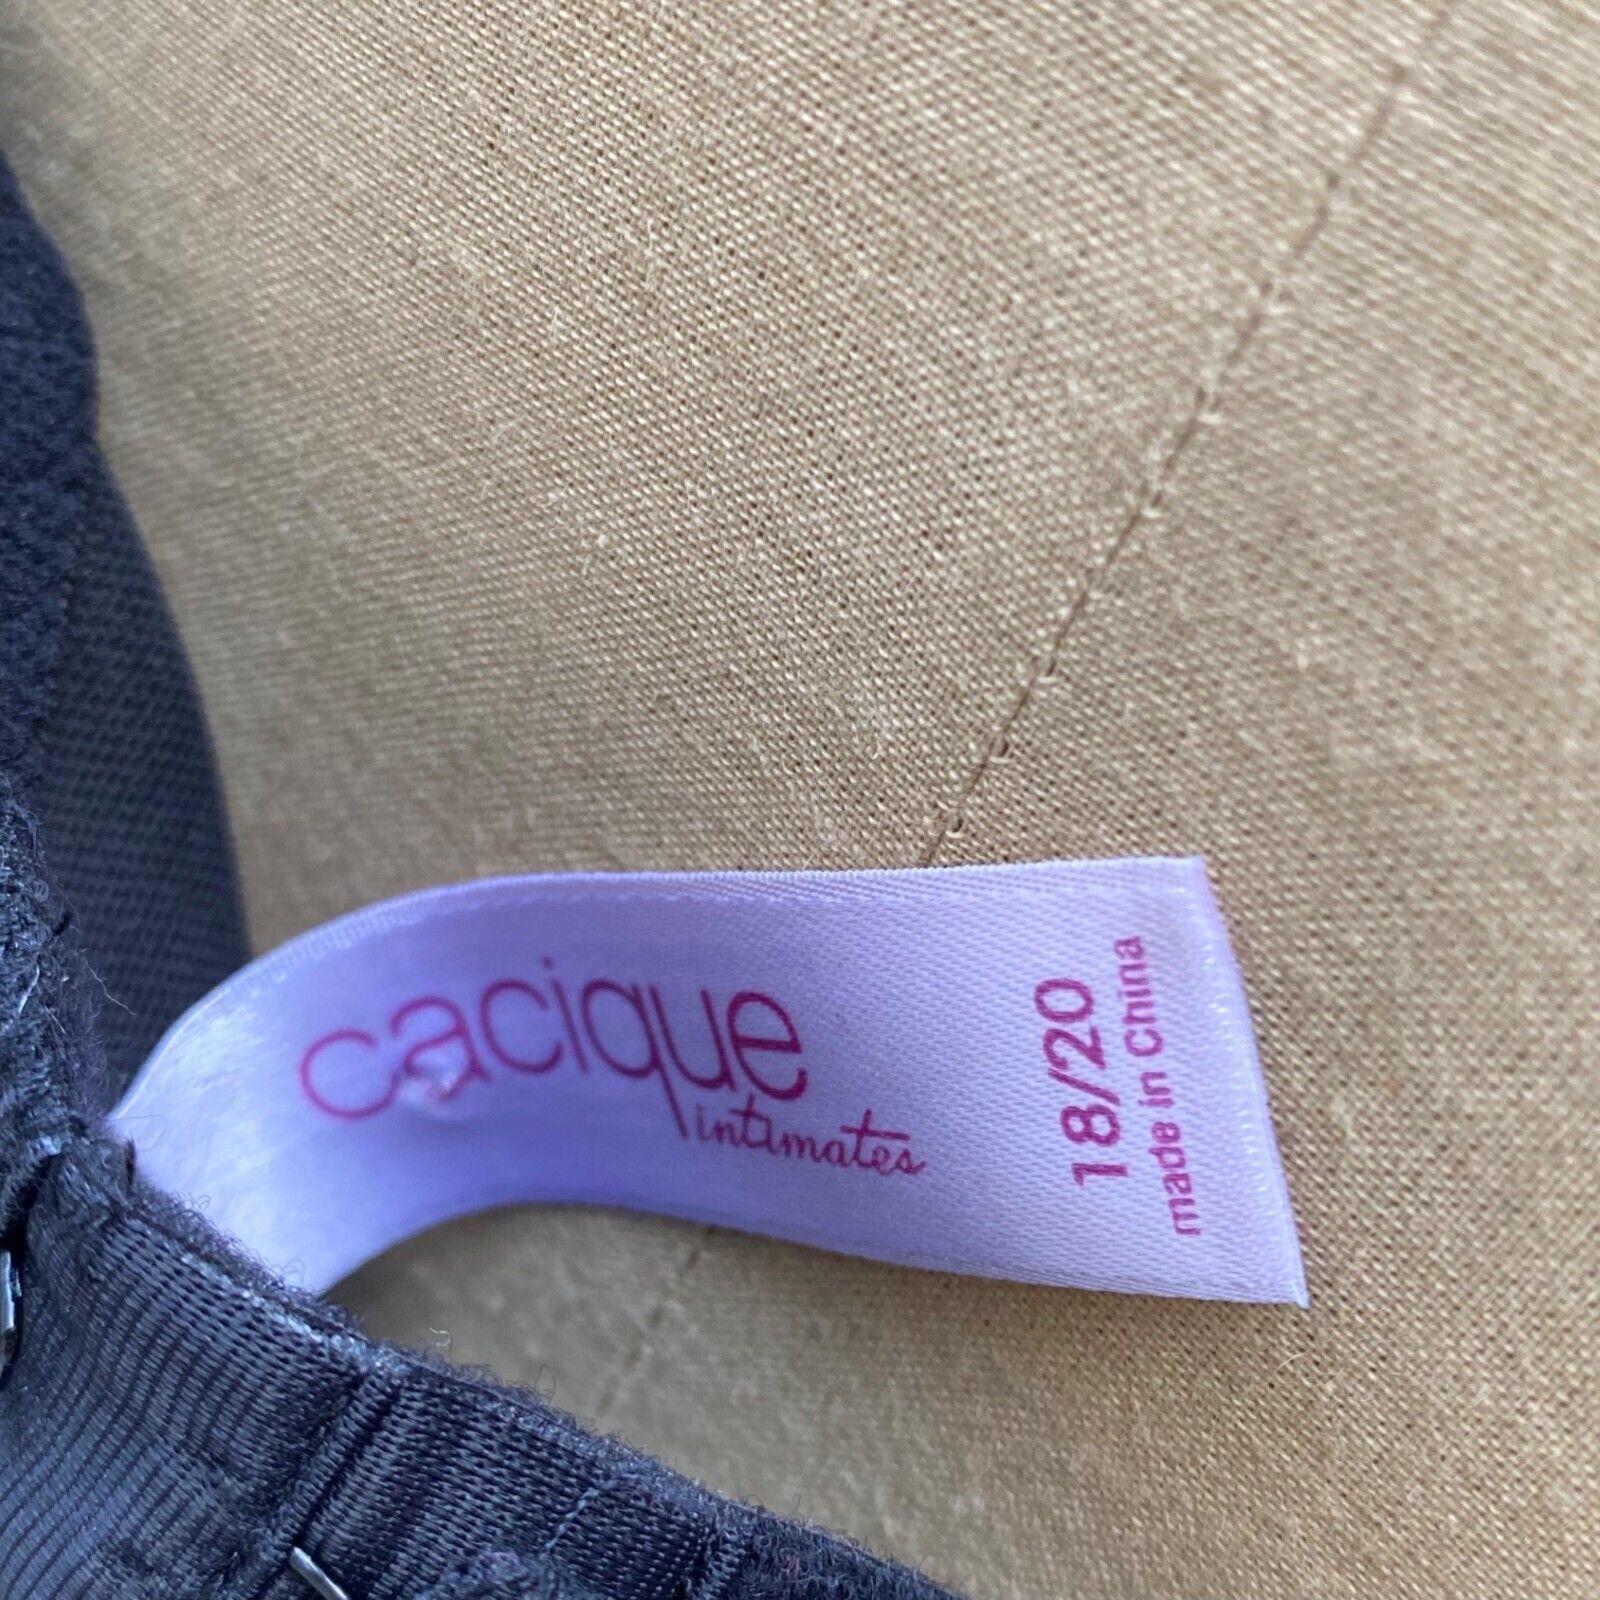 cacique
intimates
18/20
made in China